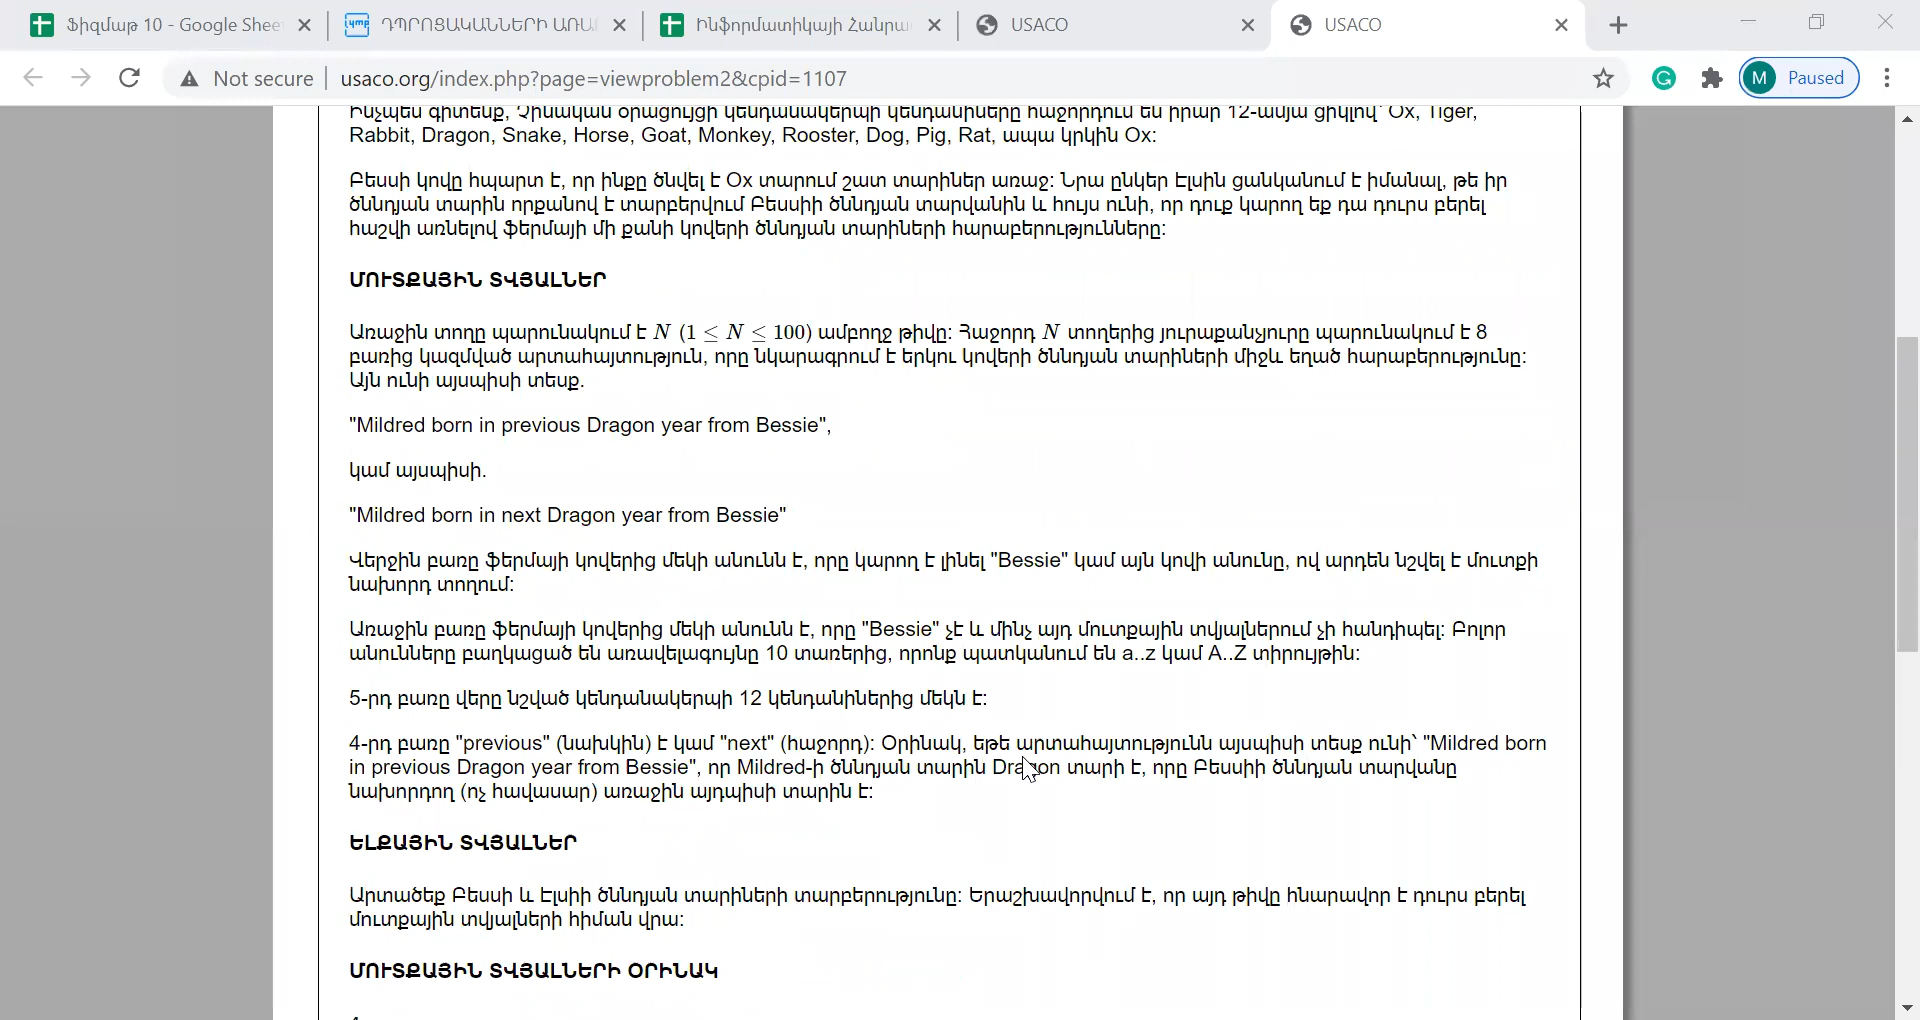 Ֆիզմաթ 10 - Google Shee
ԴՊՐՈՑԱԿԱՆՆԵՐԻ ԱՌԱ
Ինֆորմատիկայի Հանրա
USACO
USACO
Not secure
usaco.org/index.php?page=viewproblem2&cpid=1107
M Paused
Ինչպես գիտենք, Չինական օրացույցի կենդանակերպի կենդանիները հաջորդում են իրար 12-ամյա ցիկլով՝ Ox, Tiger,
Rabbit, Dragon, Snake, Horse, Goat, Monkey, Rooster, Dog, Pig, Rat, ապա կրկին Ox:
Բեսսի կովը հպարտ է, որ ինքը ծնվել է Ox տարում շատ տարիներ առաջ: Նրա ընկեր Էլսին ցանկանում է իմանալ, թե իր
ծննդյան տարին որքանով է տարբերվում Բեսսիի ծննդյան տարվանին և հույս ունի, որ դուք կարող եք դա դուրս բերել
հաշվի առնելով ֆերմայի մի քանի կովերի ծննդյան տարիների հարաբերությունները:
ՄՈՒՏՔԱՅԻՆ ՏՎՅԱԼՆԵՐ
Առաջին տողը պարունակում է N (1 ≤ N ≤ 100) ամբողջ թիվը: Հաջորդ N տողերից յուրաքանչյուրը պարունակում է 8
բառից կազմված արտահայտություն, որը նկարագրում է երկու կովերի ծննդյան տարիների միջև եղած հարաբերությունը:
Այն ունի այսպիսի տեսք.
"Mildred born in previous Dragon year from Bessie",
կամ այսպիսի.
"Mildred born in next Dragon year from Bessie"
Վերջին բառը ֆերմայի կովերից մեկի անունն է, որը կարող է լինել "Bessie" կամ այն կովի անունը, ով արդեն նշվել է մուտքի
նախորդ տողում:
Առաջին բառը ֆերմայի կովերից մեկի անունն է, որը "Bessie" չէ և մինչ այդ մուտքային տվյալներում չի հանդիպել: Բոլոր
անունները բաղկացած են առավելագույնը 10 տառերից, որոնք պատկանում են a..z կամ A..Z տիրույթին:
5-րդ բառը վերը նշված կենդանակերպի 12 կենդանիներից մեկն է:
4-րդ բառը "previous" (նախկին) է կամ "next" (հաջորդ): Օրինակ, եթե արտահայտությունն այսպիսի տեսք ունի՝ "Mildred born
in previous Dragon year from Bessie", որ Mildred-ի ծննդյան տարին Dragon տարի է, որը Բեսսիի ծննդյան տարվանը
նախորդող (ոչ հավասար) առաջին այդպիսի տարին է:
ԵԼՔԱՅԻՆ ՏՎՅԱԼՆԵՐ
Արտածեք Բեսսի և Էլսիի ծննդյան տարիների տարբերությունը: Երաշխավորվում է, որ այդ թիվը հնարավոր է դուրս բերել
մուտքային տվյալների հիման վրա:
ՄՈՒՏՔԱՅԻՆ ՏՎՅԱԼՆԵՐԻ ՕՐԻՆԱԿ